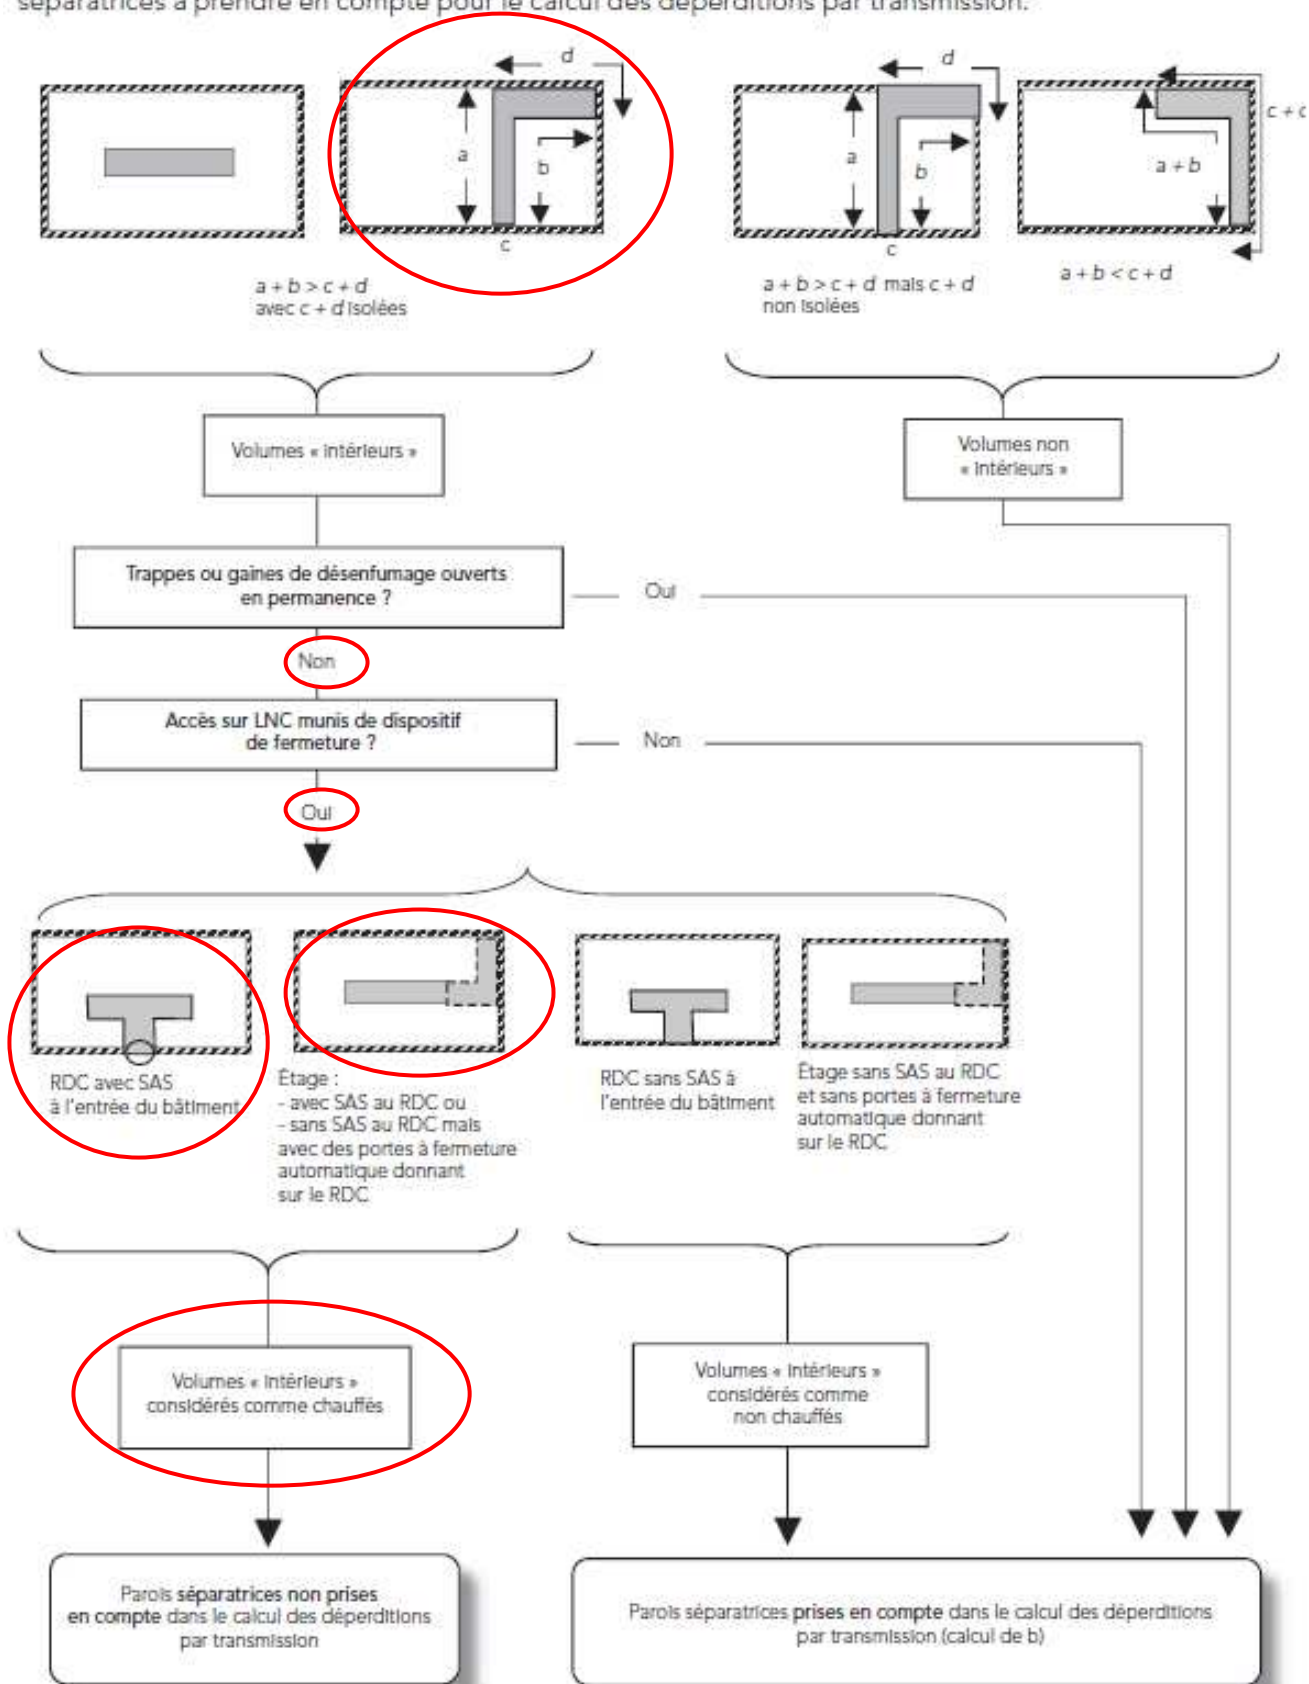 séparatrices à prendre en compte pour le calcul des déperditions par transmission.
d
a
b
c
d
a
b
c
a + b
a + b > c + d
avec c + d isolées
a + b > c + d mais c + d
non isolées
a + b < c + d
Volumes « intérieurs »
Volumes non
« intérieurs »
Trappes ou gaines de désenfumage ouverts
en permanence ?
Oui
Non
Accès sur LNC munis de dispositif
de fermeture ?
Non
Oui
RDC avec SAS
à l'entrée du bâtiment
Étage :
- avec SAS au RDC ou
- sans SAS au RDC mais
avec des portes à fermeture
automatique donnant
sur le RDC
RDC sans SAS à
l'entrée du bâtiment
Étage sans SAS au RDC
et sans portes à fermeture
automatique donnant
sur le RDC
Volumes « intérieurs »
considérés comme chauffés
Volumes « intérieurs »
considérés comme
non chauffés
Parois séparatrices non prises
en compte dans le calcul des déperditions
par transmission
Parois séparatrices prises en compte dans le calcul des déperditions
par transmission (calcul de b)